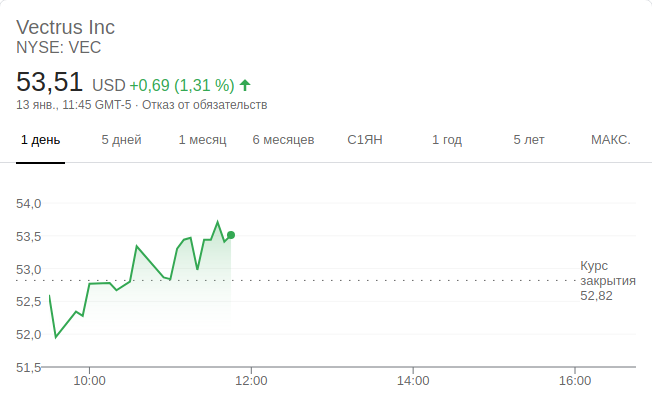 Vectrus Inc
NYSE: VEC
53,51 USD +0,69 (1,31 %)
13 янв., 11:45 GMT-5 · Отказ от обязательств
1 день 5 дней 1 месяц 6 месяцев С1ЯН 1 год 5 лет МАКС.
54,0
53,5
53,0
52,5
52,0
51,5
Курс
закрытия
52,82
10:00 12:00 14:00 16:00